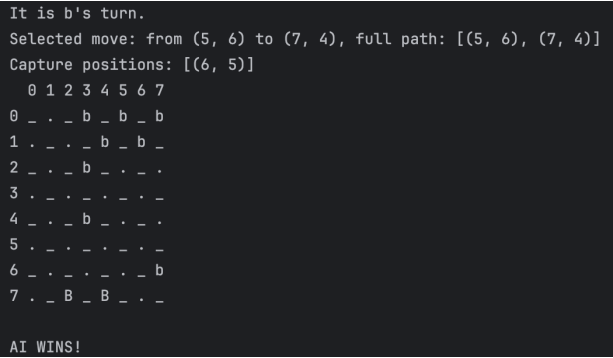 It is b's turn.
Selected move: from (5, 6) to (7, 4), full path: [(5, 6), (7, 4)]
Capture positions: [(6, 5)]
  0 1 2 3 4 5 6 7
0 _ . _ b _ b _ b
1 . _ . _ b _ b _
2 _ . _ b _ . _ .
3 . _ . _ . _ . _
4 _ . _ b _ . _ .
5 . _ . _ . _ . _
6 _ . _ . _ . _ b
7 . _ B _ B _ . _
AI WINS!